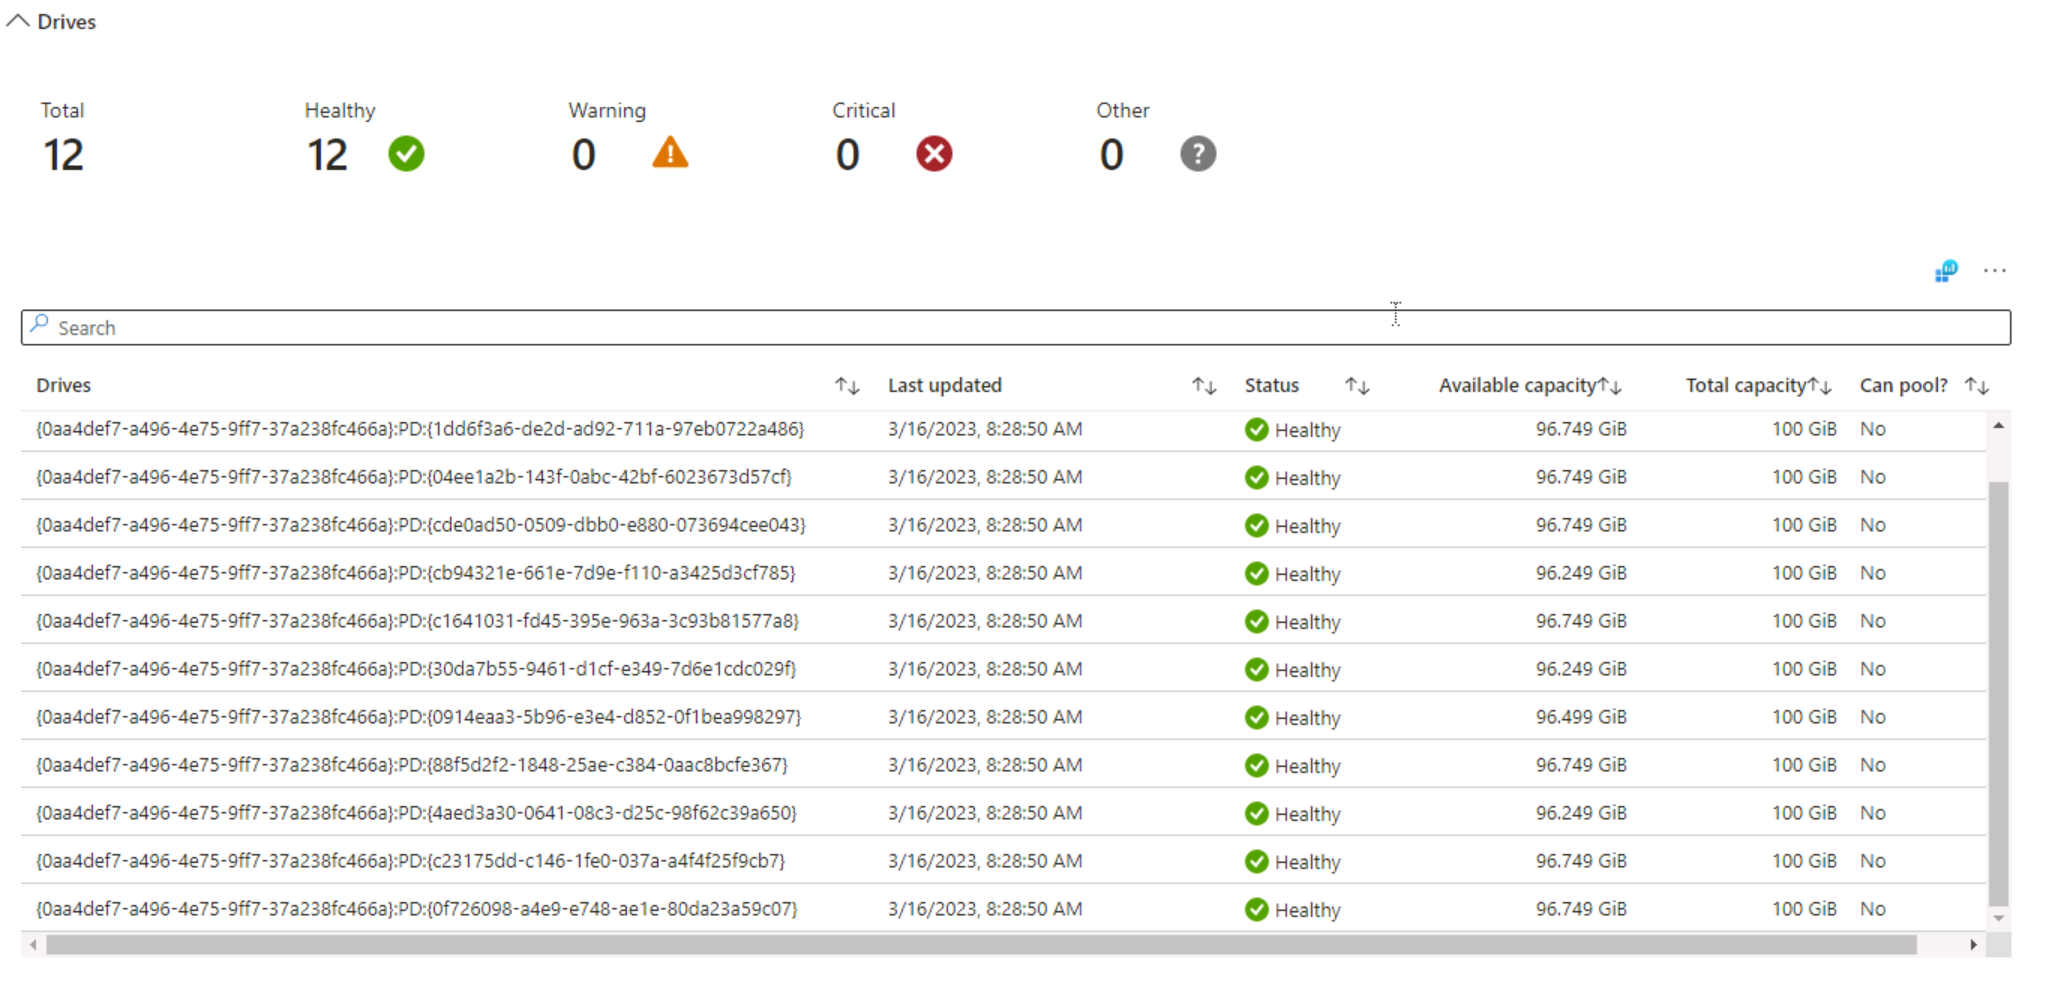 Drives
Total Healthy Warning Critical Other
12 12 0 0 0
Search
Drives Last updated Status Available capacity Total capacity Can pool?
{0aa4def7-a496-4e75-9ff7-37a238fc466a}:PD:{1dd6f3a6-de2d-ad92-711a-97eb0722a486} 3/16/2023, 8:28:50 AM Healthy 96.749 GiB 100 GiB No
{0aa4def7-a496-4e75-9ff7-37a238fc466a}:PD:{04ee1a2b-143f-0abc-42bf-6023673d57cf} 3/16/2023, 8:28:50 AM Healthy 96.749 GiB 100 GiB No
{0aa4def7-a496-4e75-9ff7-37a238fc466a}:PD:{cde0ad50-0509-dbb0-e880-073694cee043} 3/16/2023, 8:28:50 AM Healthy 96.749 GiB 100 GiB No
{0aa4def7-a496-4e75-9ff7-37a238fc466a}:PD:{cb94321e-661e-7d9e-f110-a3425d3cf785} 3/16/2023, 8:28:50 AM Healthy 96.249 GiB 100 GiB No
{0aa4def7-a496-4e75-9ff7-37a238fc466a}:PD:{c1641031-fd45-395e-963a-3c93b81577a8} 3/16/2023, 8:28:50 AM Healthy 96.749 GiB 100 GiB No
{0aa4def7-a496-4e75-9ff7-37a238fc466a}:PD:{30da7b55-9461-d1cf-e349-7d6e1cdc029f} 3/16/2023, 8:28:50 AM Healthy 96.249 GiB 100 GiB No
{0aa4def7-a496-4e75-9ff7-37a238fc466a}:PD:{0914eaa3-5b96-e3e4-d852-0f1bea998297} 3/16/2023, 8:28:50 AM Healthy 96.499 GiB 100 GiB No
{0aa4def7-a496-4e75-9ff7-37a238fc466a}:PD:{88f5d2f2-1848-25ae-c384-0aac8bcfe367} 3/16/2023, 8:28:50 AM Healthy 96.749 GiB 100 GiB No
{0aa4def7-a496-4e75-9ff7-37a238fc466a}:PD:{4aed3a30-0641-08c3-d25c-98f62c39a650} 3/16/2023, 8:28:50 AM Healthy 96.249 GiB 100 GiB No
{0aa4def7-a496-4e75-9ff7-37a238fc466a}:PD:{c23175dd-c146-1fe0-037a-a4f4f25f9cb7} 3/16/2023, 8:28:50 AM Healthy 96.749 GiB 100 GiB No
{0aa4def7-a496-4e75-9ff7-37a238fc466a}:PD:{0f726098-a4e9-e748-ae1e-80da23a59c07} 3/16/2023, 8:28:50 AM Healthy 96.749 GiB 100 GiB No